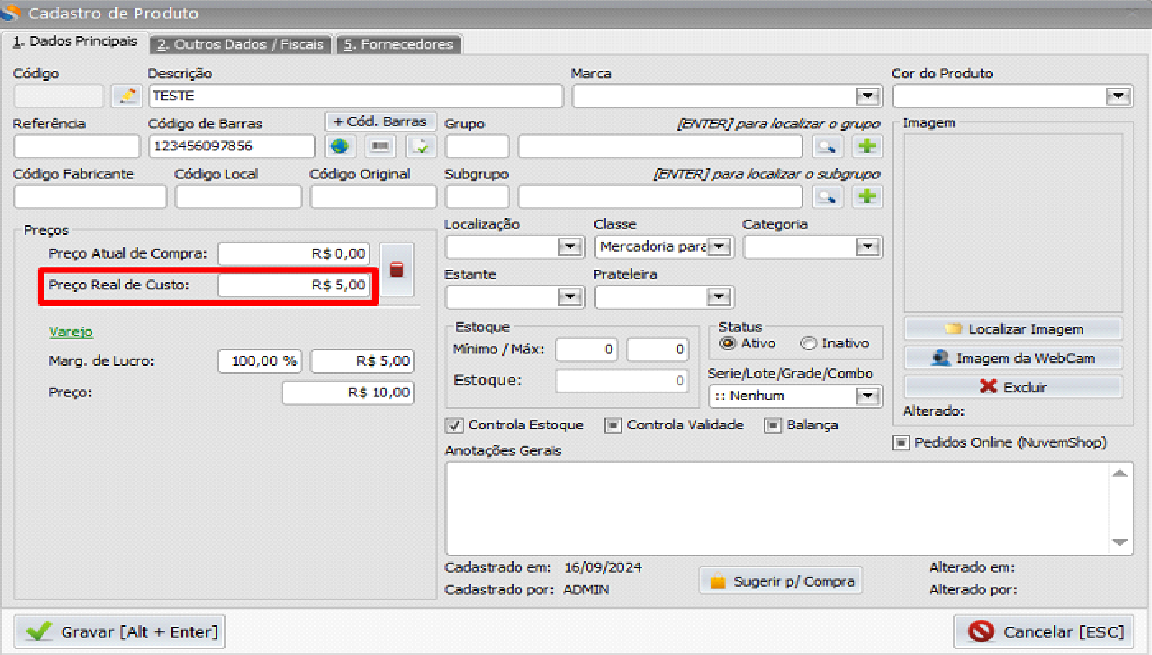 Cadastro de Produto
1. Dados Principais 2. Outros Dados / Fiscais 5. Fornecedores
Código Descrição Marca Cor do Produto
TESTE
Referência Código de Barras + Cód. Barras Grupo [ENTER] para localizar o grupo Imagem
123456097856
Código Fabricante Código Local Código Original Subgrupo [ENTER] para localizar o subgrupo
Preços Localização Classe Categoria
Preço Atual de Compra: R$ 0,00 Mercadoria para
Preço Real de Custo: R$ 5,00 Estante Prateleira
Varejo Estoque Status Localizar Imagem
Marg. de Lucro: 100,00 % R$ 5,00 Mínimo / Máx: 0 0 Ativo Inativo Imagem da WebCam
Preço: R$ 10,00 Estoque: 0 Serie/Lote/Grade/Combo Excluir
:: Nenhum Alterado:
Controla Estoque Controla Validade Balança Pedidos Online (NuvemShop)
Anotações Gerais
Cadastrado em: 16/09/2024 Sugerir p/ Compra Alterado em:
Cadastrado por: ADMIN Alterado por:
Gravar [Alt + Enter] Cancelar [ESC]